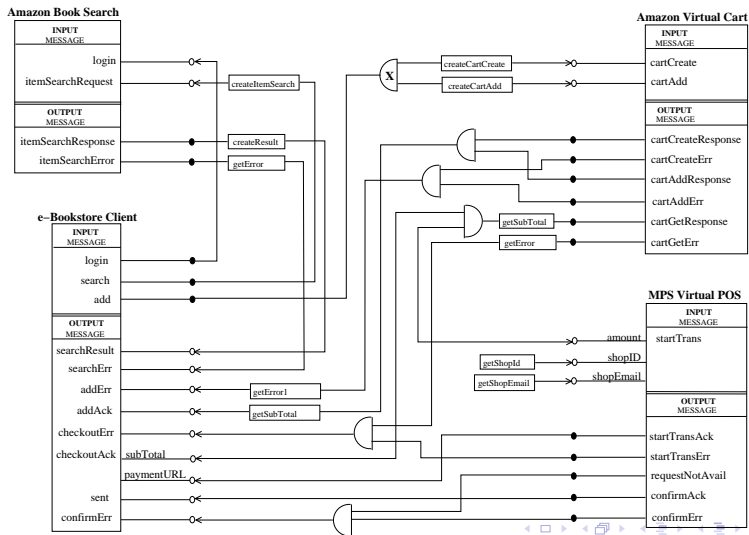 Amazon Book Search
INPUT
MESSAGE
login
itemSearchRequest
createItemSearch
OUTPUT
MESSAGE
itemSearchResponse
createResult
itemSearchError
getError
Amazon Virtual Cart
INPUT
MESSAGE
X
createCartCreate
cartCreate
createCartAdd
cartAdd
OUTPUT
MESSAGE
cartCreateResponse
cartCreateErr
cartAddResponse
cartAddErr
getSubTotal
cartGetResponse
getError
cartGetErr
e-Bookstore Client
INPUT
MESSAGE
login
search
add
OUTPUT
MESSAGE
searchResult
searchErr
addErr
getError1
addAck
getSubTotal
checkoutErr
checkoutAck
subTotal
paymentURL
sent
confirmErr
MPS Virtual POS
INPUT
MESSAGE
amount
startTrans
getShopId
shopID
getShopEmail
shopEmail
OUTPUT
MESSAGE
startTransAck
startTransErr
requestNotAvail
confirmAck
confirmErr